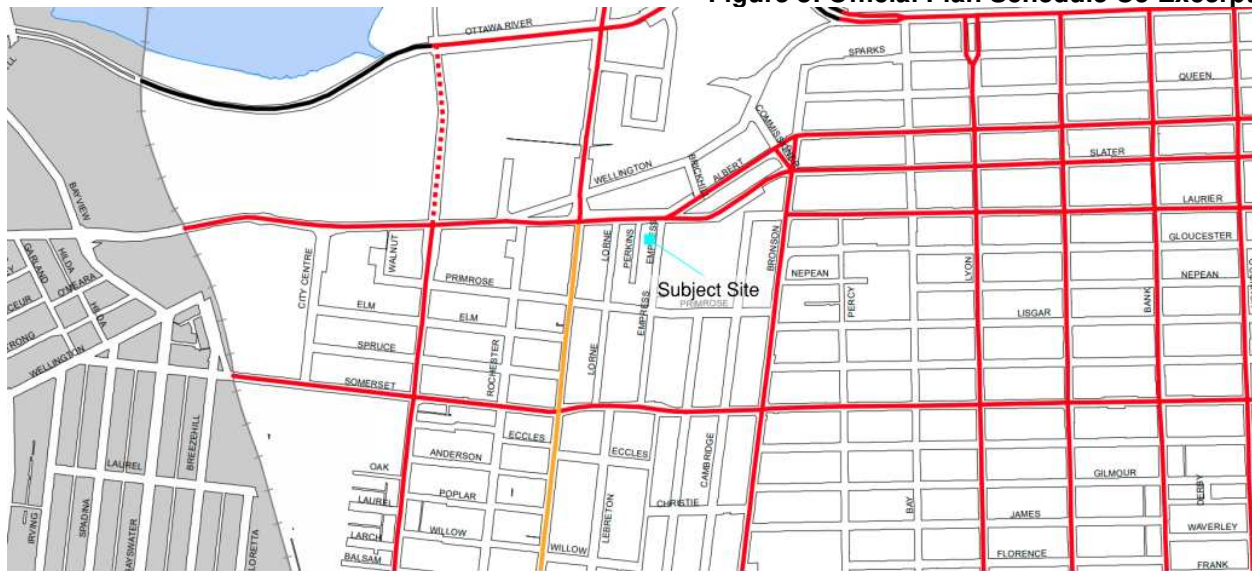 OTTAWA RIVER
SPARKS
QUEEN
COMMISSIONER
SLATER
WELLINGTON
BRICKHILL
ALBERT
BAYVIEW
LAURIER
GLOUCESTER
GARLAND
HILDA
O'MEARA
HILDA
CITY CENTRE
WALNUT
LORNE
PERKINS
EMPRESS
BRONSON
NEPEAN
LYON
NEPEAN
PRIMROSE
Subject Site
PRIMROSE
PERCY
BANK
ELM
ELM
EMPRESS
LISGAR
WELLINGTON
SPRUCE
ROCHESTER
LORNE
SOMERSET
BREEZEHILL
ECCLES
ECCLES
CAMBRIDGE
ANDERSON
LAUREL
OAK
GILMOUR
DERBY
IRVING
SPADINA
LAUREL
POPLAR
LEBRETON
CHRISTIE
BAY
JAMES
LARCH
WILLOW
WILLOW
WAVERLEY
BALSAM
FLORENCE
FRANK